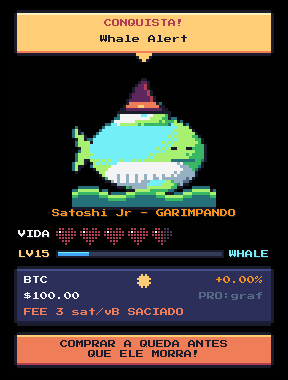 CONQUISTA!
Whale Alert
Satoshi Jr - GARIMPANDO
VIDA
LV15 WHALE
BTC +0.00%
$100.00 PRO:graf
FEE 3 sat/vB SACIADO
COMPRAR A QUEDA ANTES
QUE ELE MORRA!